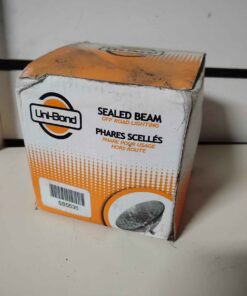 Uni-Bond
SEALED BEAM
OFF ROAD LIGHTING
PHARES SCELLÉS
PHARE POUR USAGE
HORS ROUTE